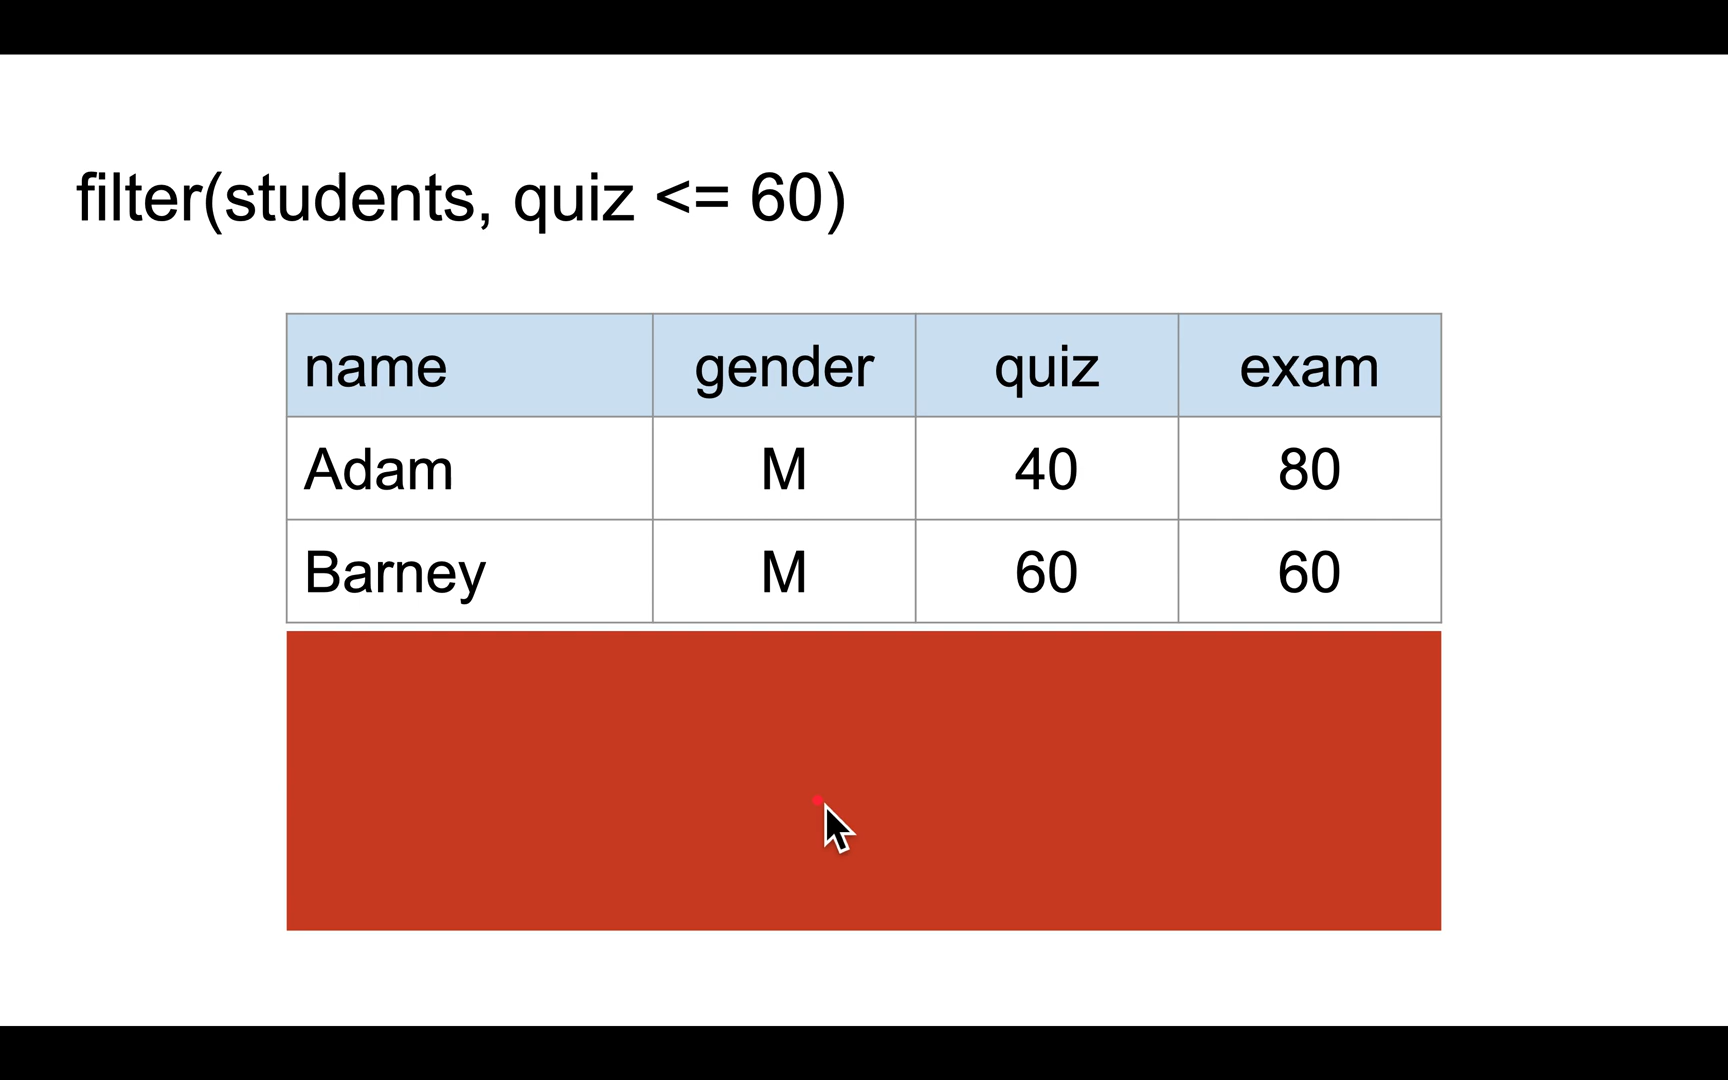 filter(students, quiz <= 60)
name gender quiz exam
Adam M 40 80
Barney M 60 60